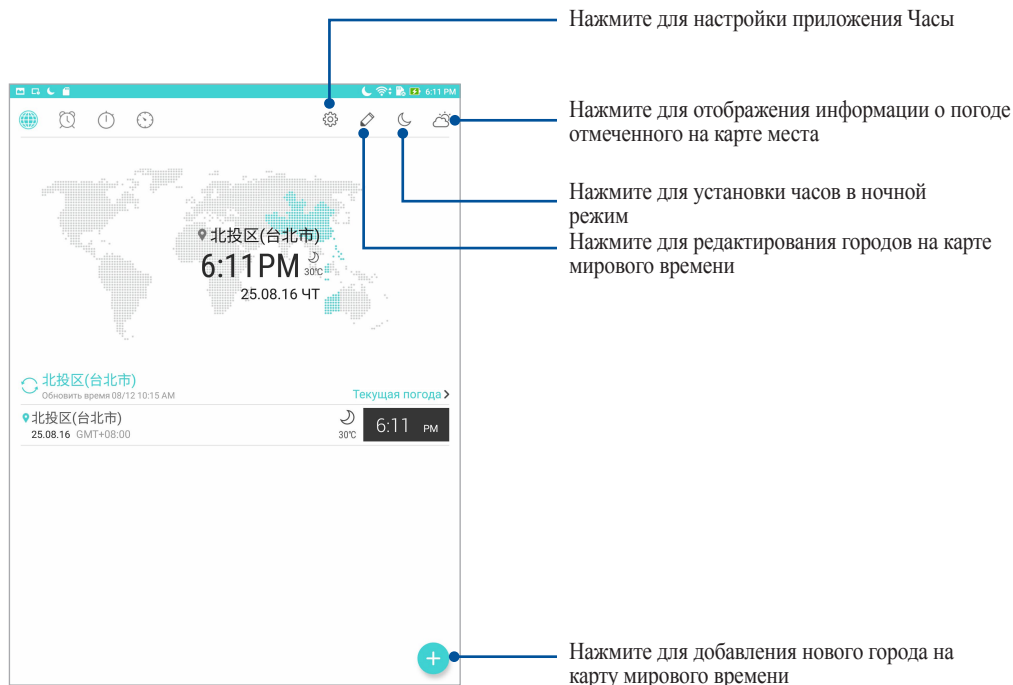 Нажмите для настройки приложения Часы
6:11 PM
Нажмите для отображения информации о погоде
отмеченного на карте места
Нажмите для установки часов в ночной
режим
Нажмите для редактирования городов на карте
мирового времени
北投区(台北市)
6:11PM
30℃
25.08.16 ЧТ
北投区(台北市)
Обновить время 08/12 10:15 AM
Текущая погода
北投区(台北市)
25.08.16 GMT+08:00
30℃
6:11 PM
Нажмите для добавления нового города на
карту мирового времени